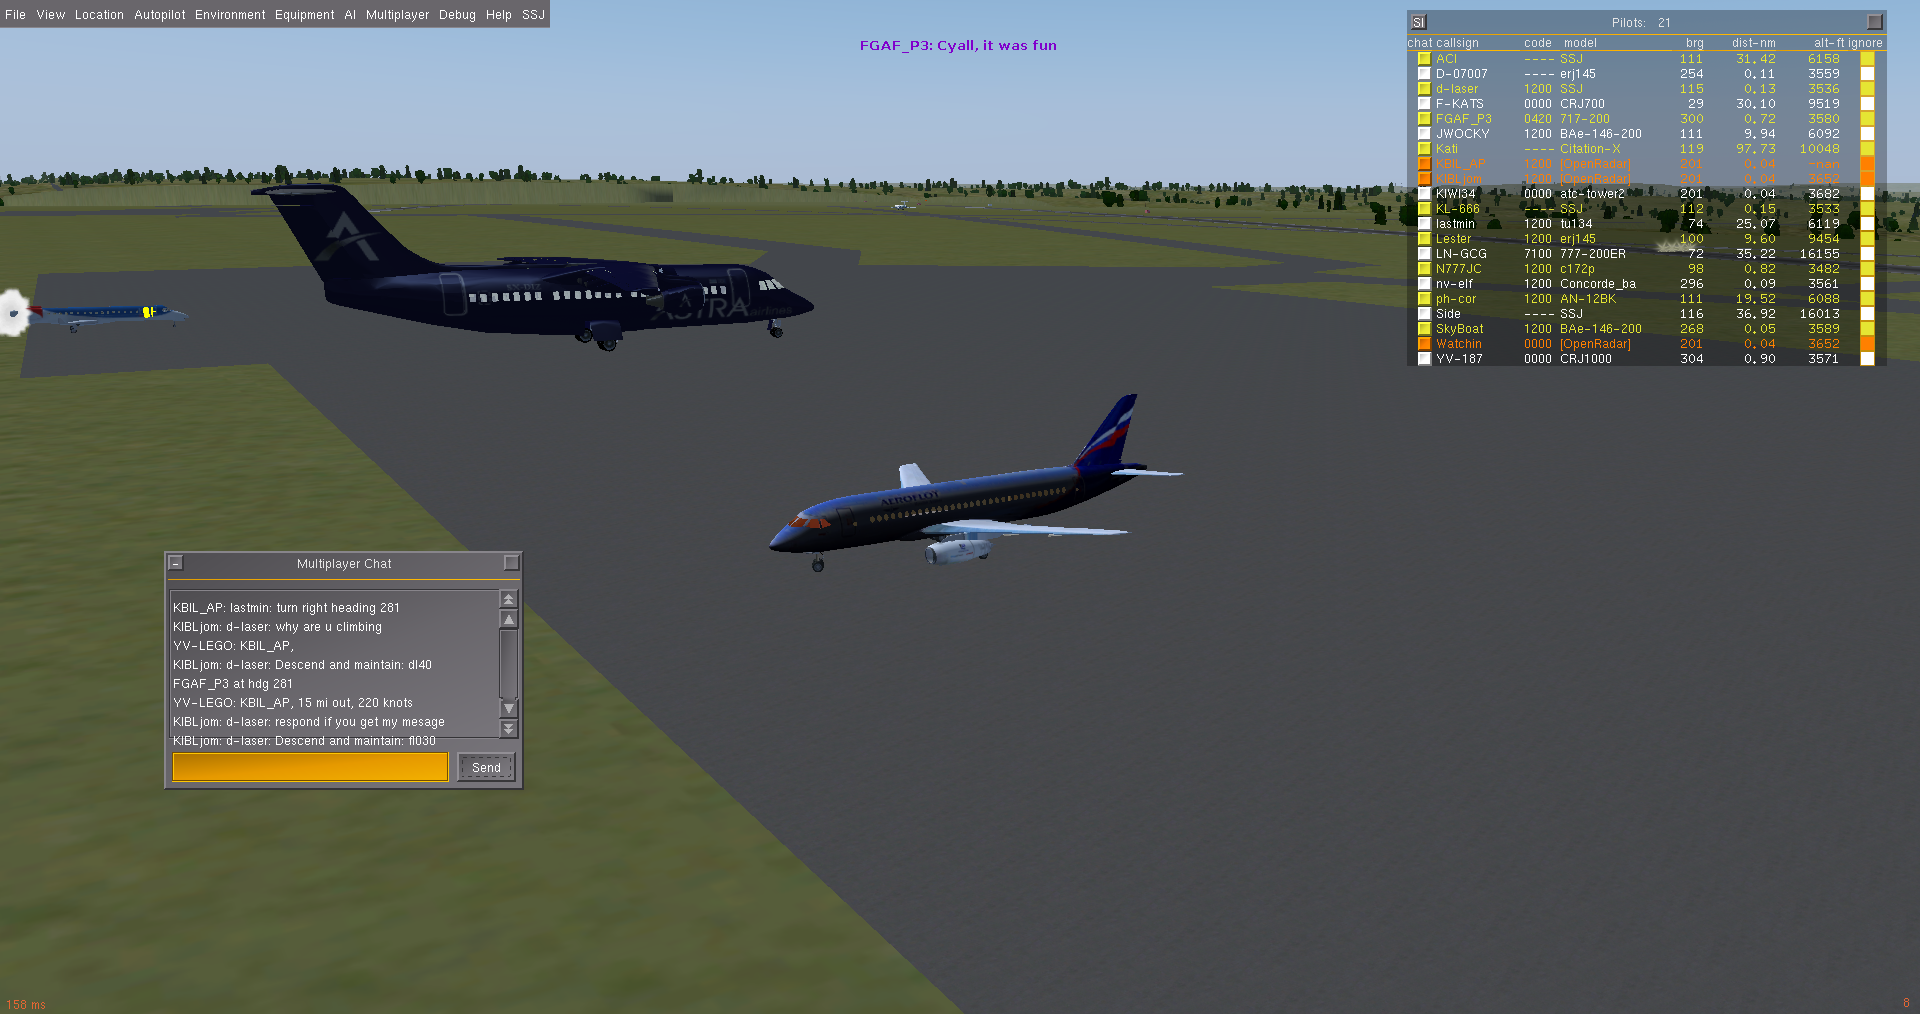 File View Location Autopilot Environment Equipment AI Multiplayer Debug Help SSJ
FGAF_P3: Cyall, it was fun
SI Pilots: 21
chat callsign code model brg dist-nm alt-ft ignore
ACI ---- SSJ 111 31.42 6158
D-07007 ---- erj145 254 0.11 3559
d-laser 1200 SSJ 115 0.13 3536
F-KATS 0000 CRJ700 29 30.10 9519
FGAF_P3 0420 717-200 300 0.72 3580
JWOCKY 1200 BAe-146-200 111 9.94 6092
Kati ---- Citation-X 119 97.73 10048
KBIL_AP 1200 [OpenRadar] 201 0.04 -nan
KIBLjom 1200 [OpenRadar] 201 0.04 3652
KIWI34 0000 atc-tower2 201 0.04 3682
KL-666 ---- SSJ 112 0.15 3533
lastmin 1200 tu134 74 25.07 6119
Lester 1200 erj145 100 9.60 9454
LN-GCG 7100 777-200ER 72 35.22 16155
N777JC 1200 c172p 98 0.82 3482
nv-elf 1200 Concorde_ba 296 0.09 3561
ph-cor 1200 AN-12BK 111 19.52 6088
Side ---- SSJ 116 36.92 16013
SkyBoat 1200 BAe-146-200 268 0.05 3589
Watchin 0000 [OpenRadar] 201 0.04 3652
YV-187 0000 CRJ1000 304 0.90 3571
ASTRA
airlines
AEROFLOT
Multiplayer Chat
KBIL_AP: lastmin: turn right heading 281
KIBLjom: d-laser: why are u climbing
YV-LEGO: KBIL_AP,
KIBLjom: d-laser: Descend and maintain: dl40
FGAF_P3 at hdg 281
YV-LEGO: KBIL_AP, 15 mi out, 220 knots
KIBLjom: d-laser: respond if you get my mesage
KIBLjom: d-laser: Descend and maintain: fl030
Send
158 ms
8